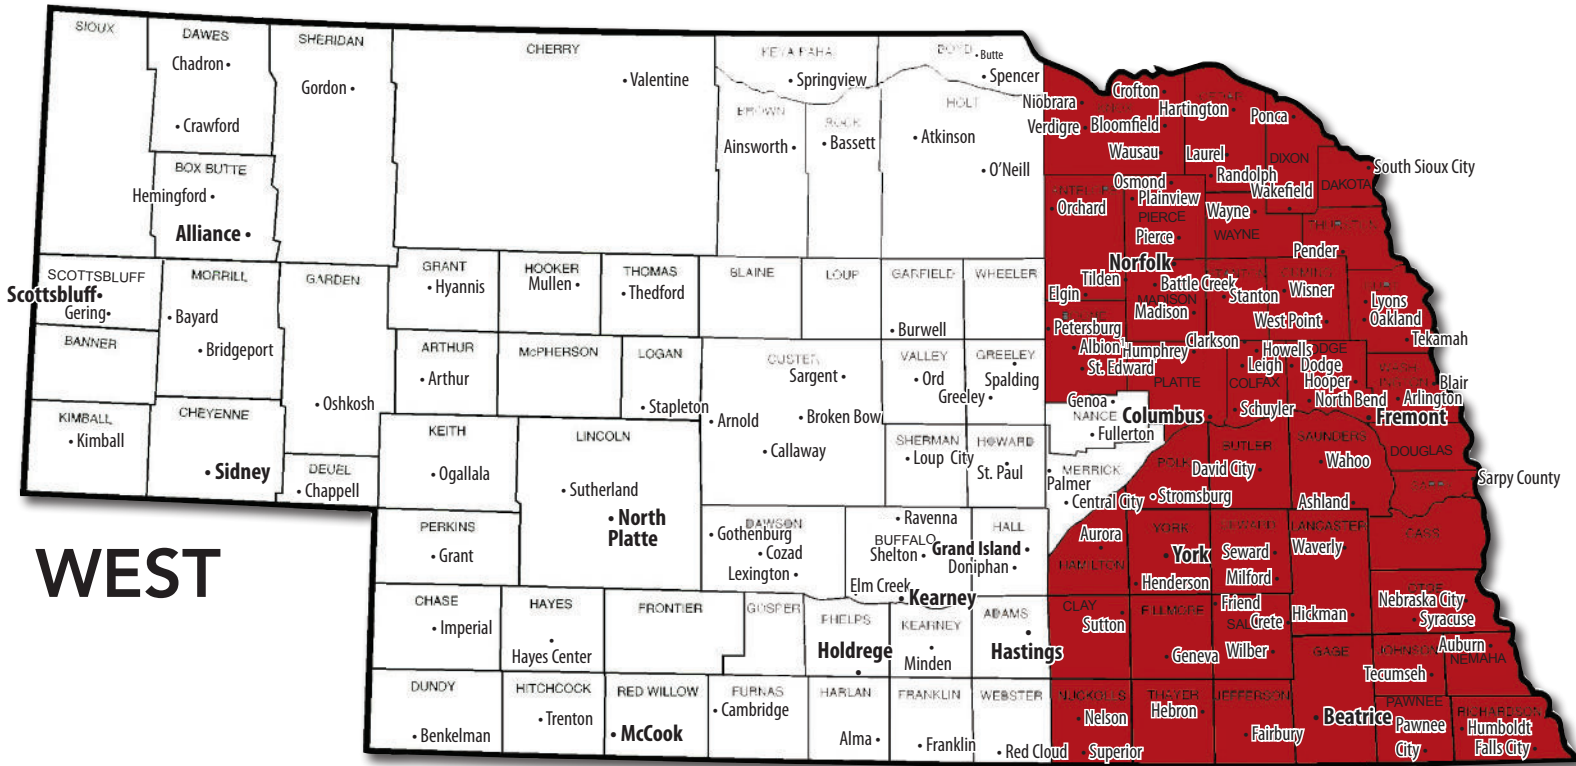 SIOUX
DAWES
Chadron
Crawford
SHERIDAN
Gordon
CHERRY
Valentine
KEYA PAHA
Springview
BOYD
Butte
Spencer
BROWN
Ainsworth
ROCK
Bassett
HOLT
Atkinson
O'Neill
Niobrara
Verdigre
Crofton
Bloomfield
Wausau
Hartington
Laurel
Randolph
Ponca
DIXON
Wakefield
DAKOTA
South Sioux City
BOX BUTTE
Hemingford
Alliance
Orchard
Osmond
Plainview
PIERCE
Pierce
Wayne
WAYNE
Pender
SCOTTSBLUFF
Scottsbluff
Gering
MORRILL
Bayard
Bridgeport
GARDEN
Oshkosh
GRANT
Hyannis
HOOKER
Mullen
THOMAS
Thedford
BLAINE
LOUP
GARFIELD
Burwell
WHEELER
Norfolk
Tilden
Elgin
Battle Creek
MADISON
Madison
Stanton
Wisner
West Point
Lyons
Oakland
Tekamah
BANNER
ARTHUR
Arthur
McPHERSON
LOGAN
Stapleton
CUSTER
Sargent
Arnold
Broken Bow
Callaway
VALLEY
Ord
GREELEY
Spalding
Greeley
Petersburg
Albion
St. Edward
Humphrey
Clarkson
PLATTE
Howells
Leigh
COLFAX
Schuyler
DODGE
Dodge
Hooper
North Bend
Blair
Arlington
Fremont
Genoa
NANCE
Fullerton
Columbus
KIMBALL
Kimball
CHEYENNE
Sidney
DEUEL
Chappell
KEITH
Ogallala
LINCOLN
Sutherland
North
Platte
SHERMAN
Loup City
HOWARD
St. Paul
MERRICK
Palmer
Central City
POLK
Stromsburg
BUTLER
David City
SAUNDERS
Wahoo
Ashland
DOUGLAS
SARPY
Sarpy County
WEST
PERKINS
Grant
DAWSON
Gothenburg
Cozad
Lexington
BUFFALO
Ravenna
Shelton
Elm Creek
Kearney
HALL
Grand Island
Doniphan
Aurora
HAMILTON
YORK
York
Henderson
SEWARD
Seward
Milford
LANCASTER
Waverly
Hickman
CASS
OTOE
Nebraska City
Syracuse
CHASE
Imperial
HAYES
Hayes Center
FRONTIER
GOSPER
PHELPS
Holdrege
KEARNEY
Minden
ADAMS
Hastings
CLAY
Sutton
FILLMORE
Geneva
Friend
Crete
Wilber
GAGE
Beatrice
JOHNSON
Tecumseh
Auburn
NEMAHA
DUNDY
Benkelman
HITCHCOCK
Trenton
RED WILLOW
McCook
FURNAS
Cambridge
HARLAN
Alma
FRANKLIN
Franklin
WEBSTER
Red Cloud
NUCKOLLS
Nelson
Superior
THAYER
Hebron
JEFFERSON
Fairbury
PAWNEE
Pawnee
City
RICHARDSON
Humboldt
Falls City